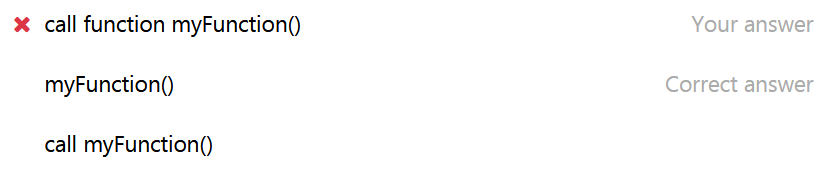 call function myFunction() Your answer
myFunction() Correct answer
call myFunction()